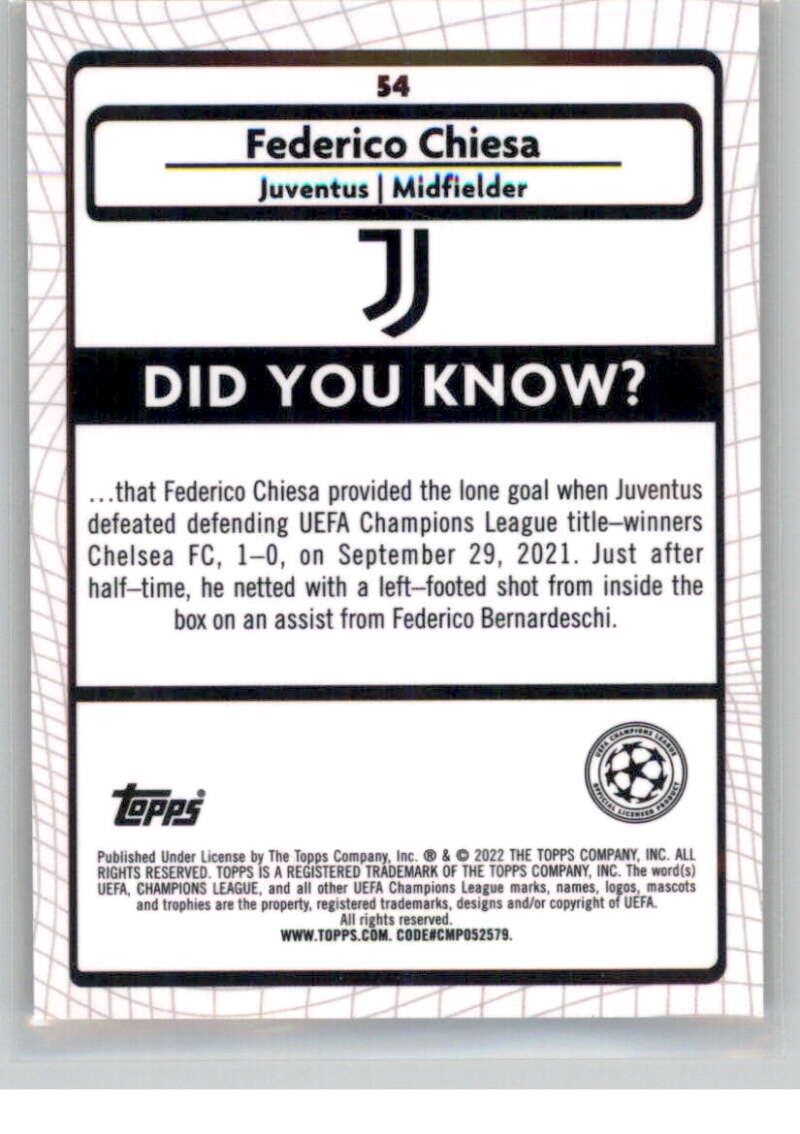 54
Federico Chiesa
Juventus | Midfielder
DID YOU KNOW?
...that Federico Chiesa provided the lone goal when Juventus
defeated defending UEFA Champions League title–winners
Chelsea FC, 1–0, on September 29, 2021. Just after
half–time, he netted with a left–footed shot from inside the
box on an assist from Federico Bernardeschi.
UEFA CHAMPIONS LEAGUE
OFFICIAL LICENSED PRODUCT
topps
Published Under License by The Topps Company, Inc. ® & © 2022 THE TOPPS COMPANY, INC. ALL
RIGHTS RESERVED. TOPPS IS A REGISTERED TRADEMARK OF THE TOPPS COMPANY, INC. The word(s)
UEFA, CHAMPIONS LEAGUE, and all other UEFA Champions League marks, names, logos, mascots
and trophies are the property, registered trademarks, designs and/or copyright of UEFA.
All rights reserved.
WWW.TOPPS.COM. CODE#CMP052579.